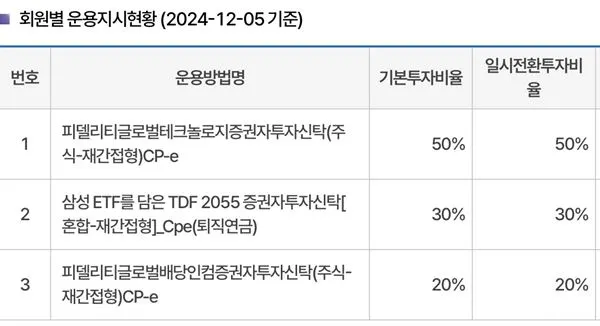 회원별 운용지시현황 (2024-12-05 기준)
번호 운용방법명 기본투자비율 일시전환투자비
율
1 피델리티글로벌테크놀로지증권자투자신탁(주
식-재간접형)CP-e 50% 50%
2 삼성 ETF를 담은 TDF 2055 증권자투자신탁[
혼합-재간접형]_Cpe(퇴직연금) 30% 30%
3 피델리티글로벌배당인컴증권자투자신탁(주식-
재간접형)CP-e 20% 20%